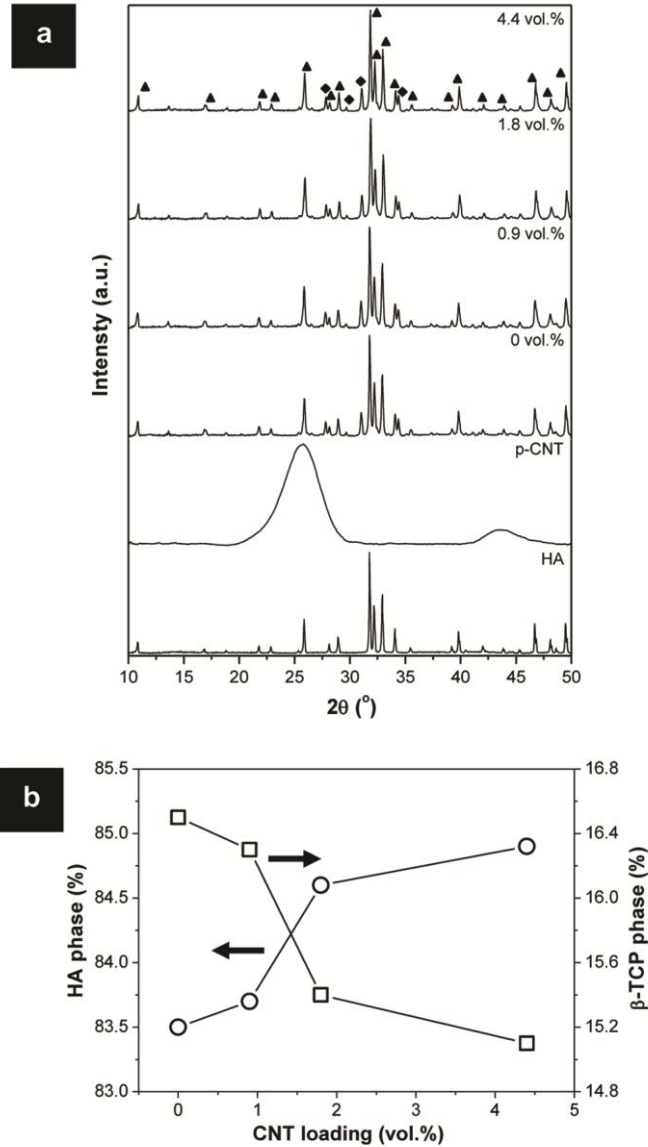 a
4.4 vol.%
1.8 vol.%
0.9 vol.%
0 vol.%
p-CNT
HA
Intensty (a.u.)
10 15 20 25 30 35 40 45 50
2θ (°)
b
85.5
85.0
84.5
84.0
83.5
83.0
HA phase (%)
16.8
16.4
16.0
15.6
15.2
14.8
β-TCP phase (%)
0 1 2 3 4 5
CNT loading (vol.%)